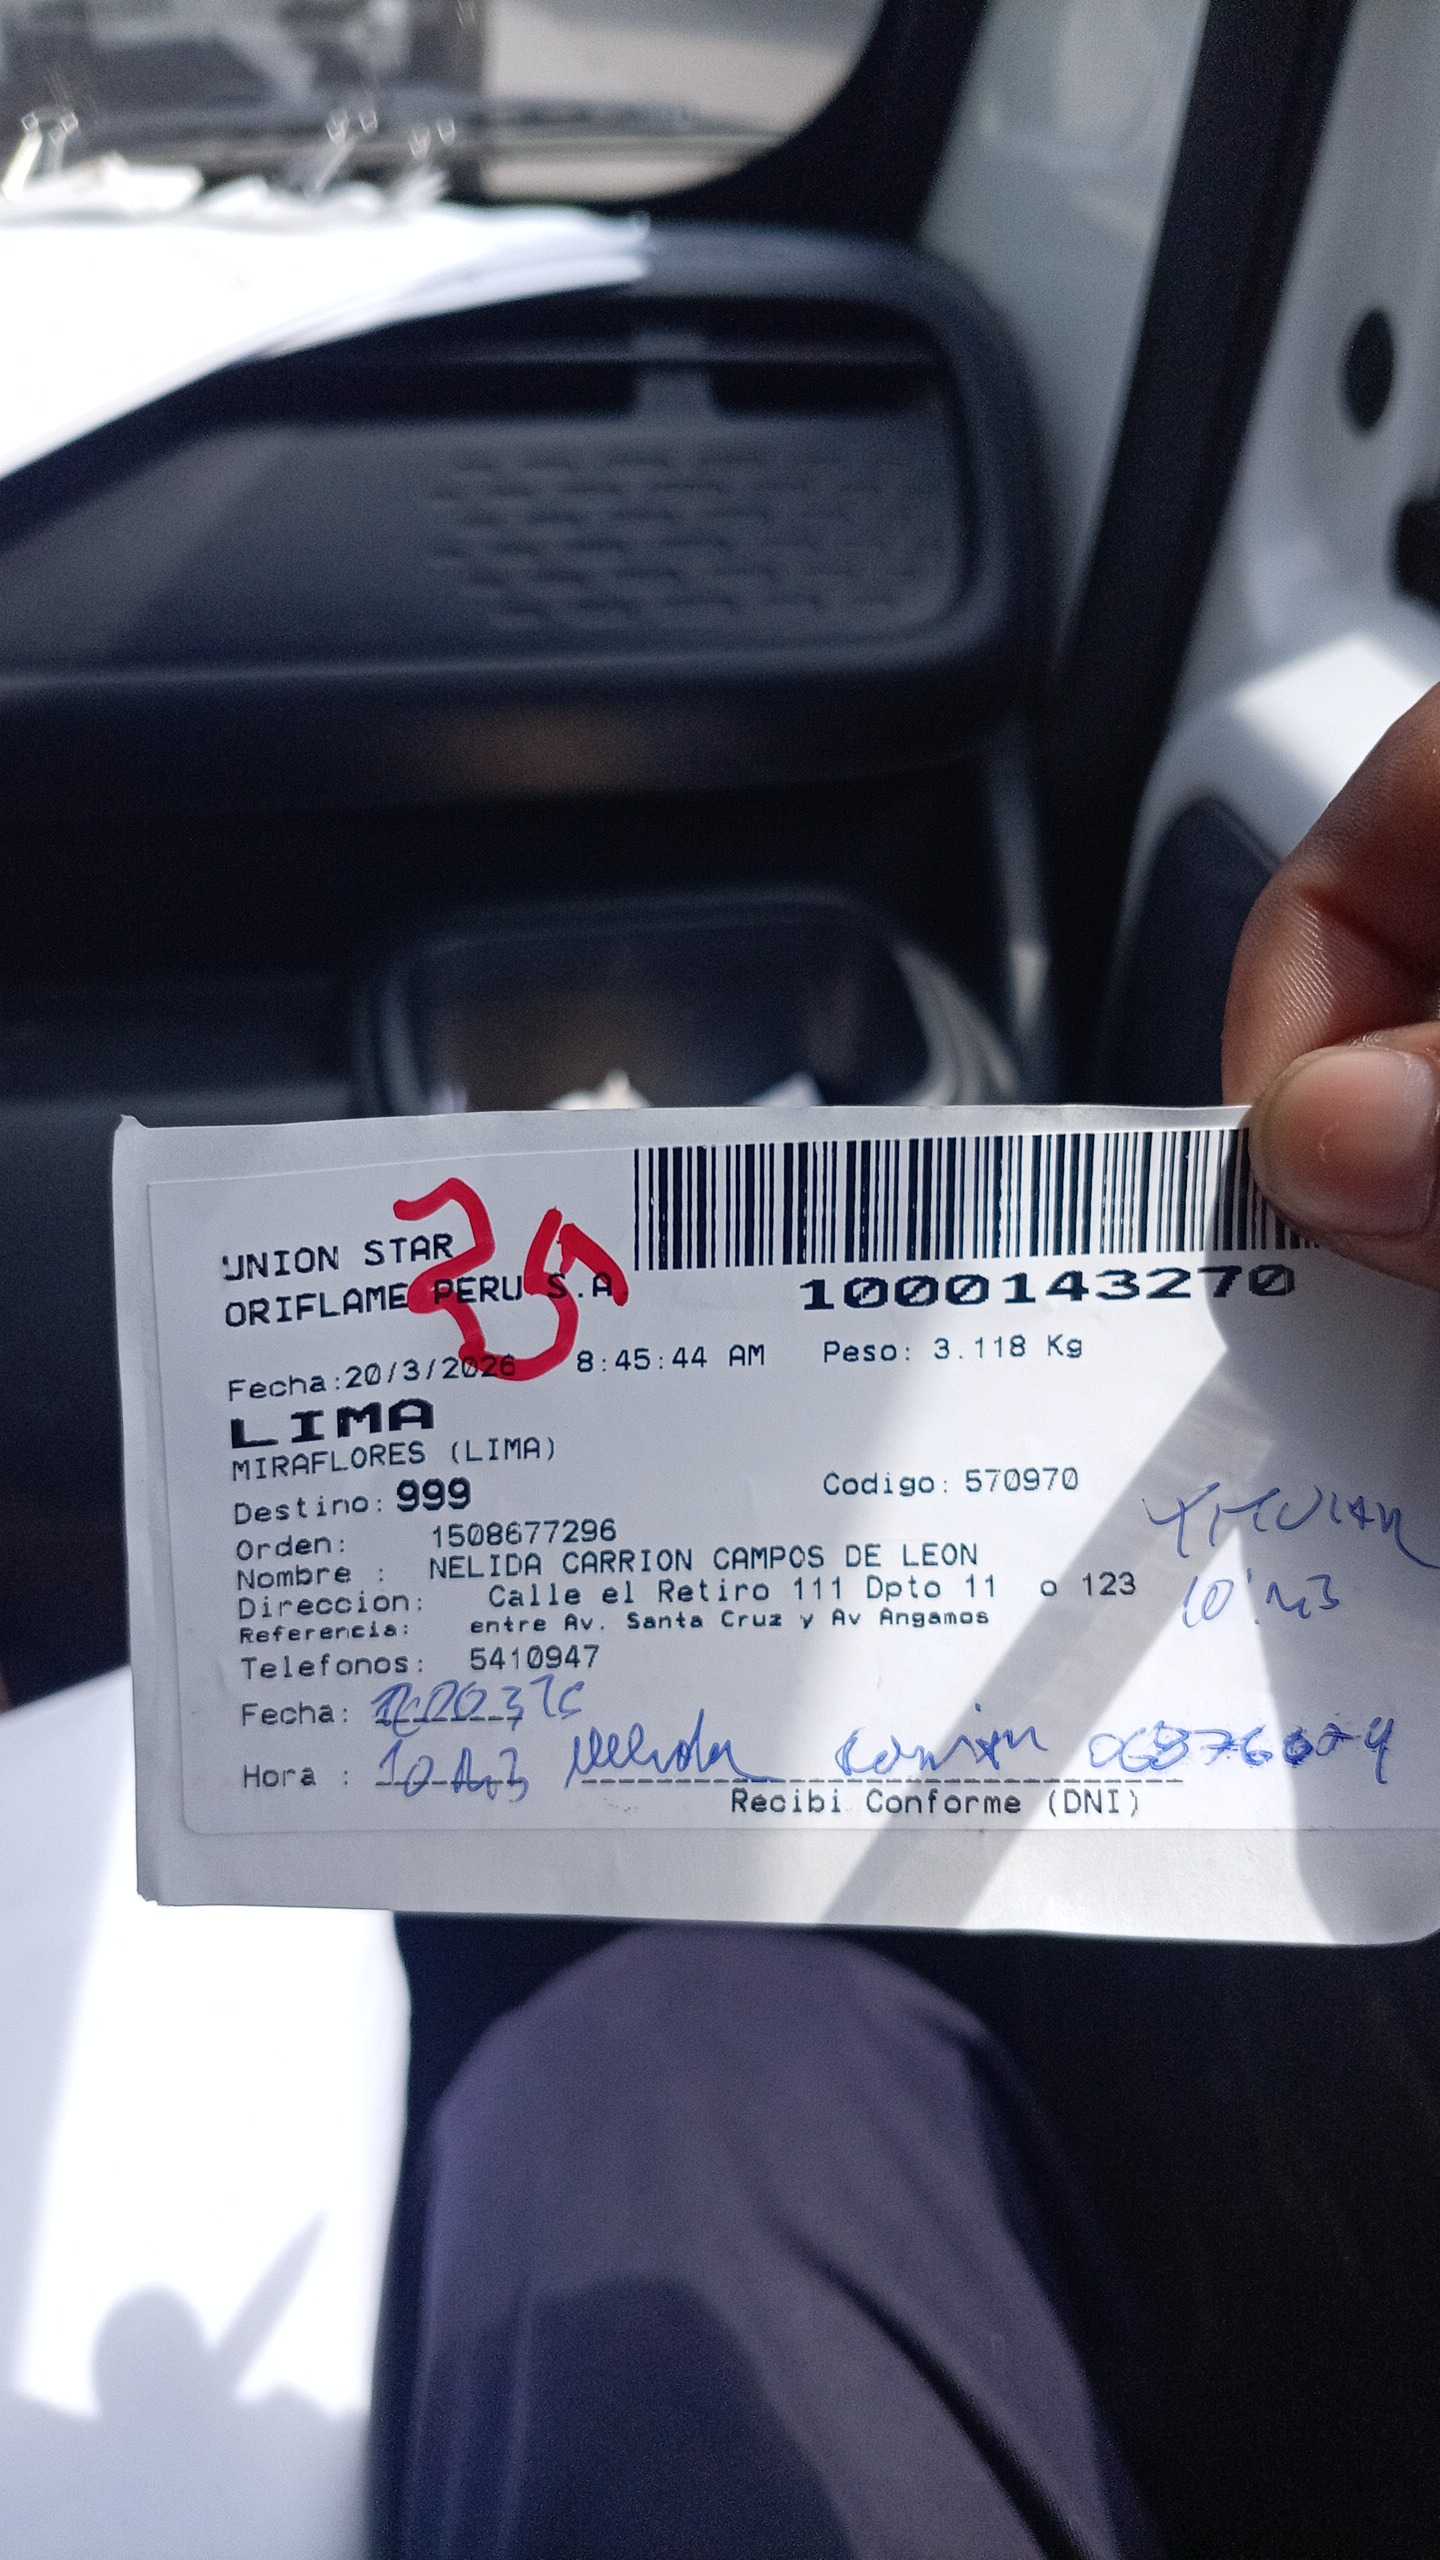 UNION STAR
ORIFLAME PERU S.A
1000143270
Fecha:20/3/2026 8:45:44 AM Peso: 3.118 Kg
LIMA
MIRAFLORES (LIMA)
Destino: 999 Codigo: 570970
Orden: 1508677296
Nombre : NELIDA CARRION CAMPOS DE LEON
Direccion: Calle el Retiro 111 Dpto 11 o 123
Referencia: entre Av. Santa Cruz y Av Angamos
Telefonos: 5410947
Fecha:
Hora :
Recibi Conforme (DNI)